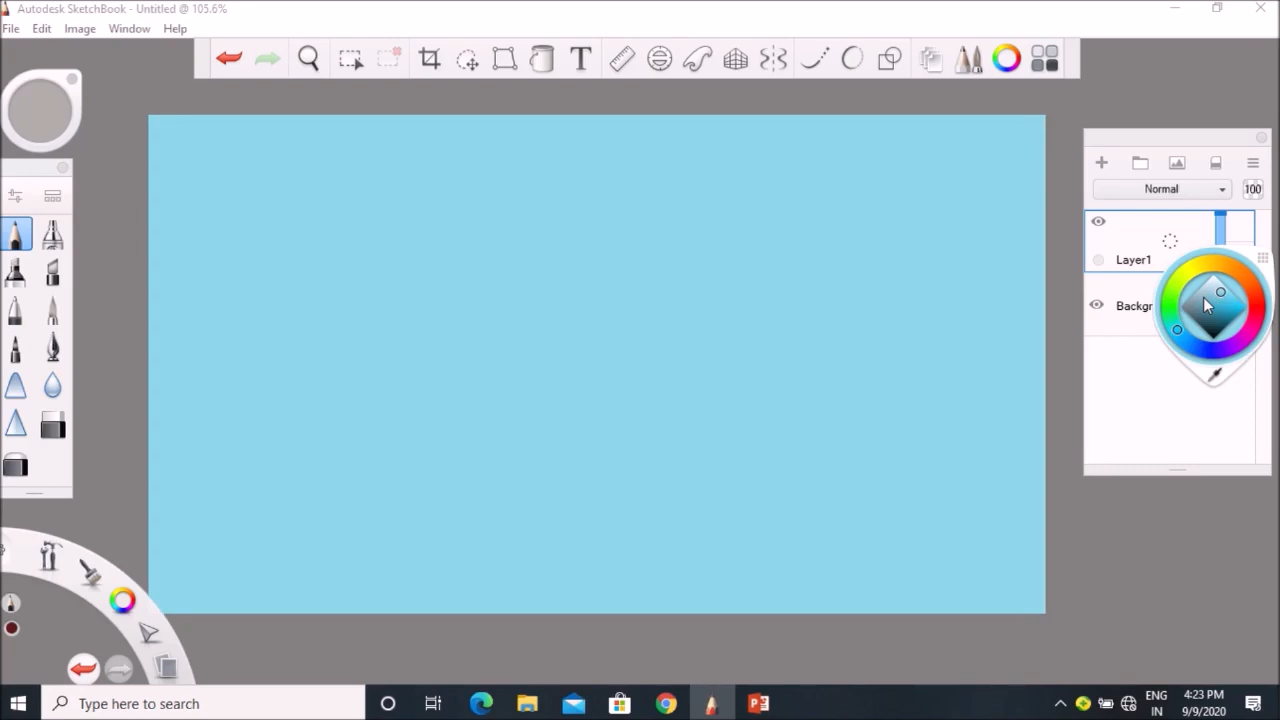 Autodesk SketchBook - Untitled @ 105.6%
File Edit Image Window Help
T
Normal 100
Layer1
Backgr
Type here to search
ENG
IN
4:23 PM
9/9/2020